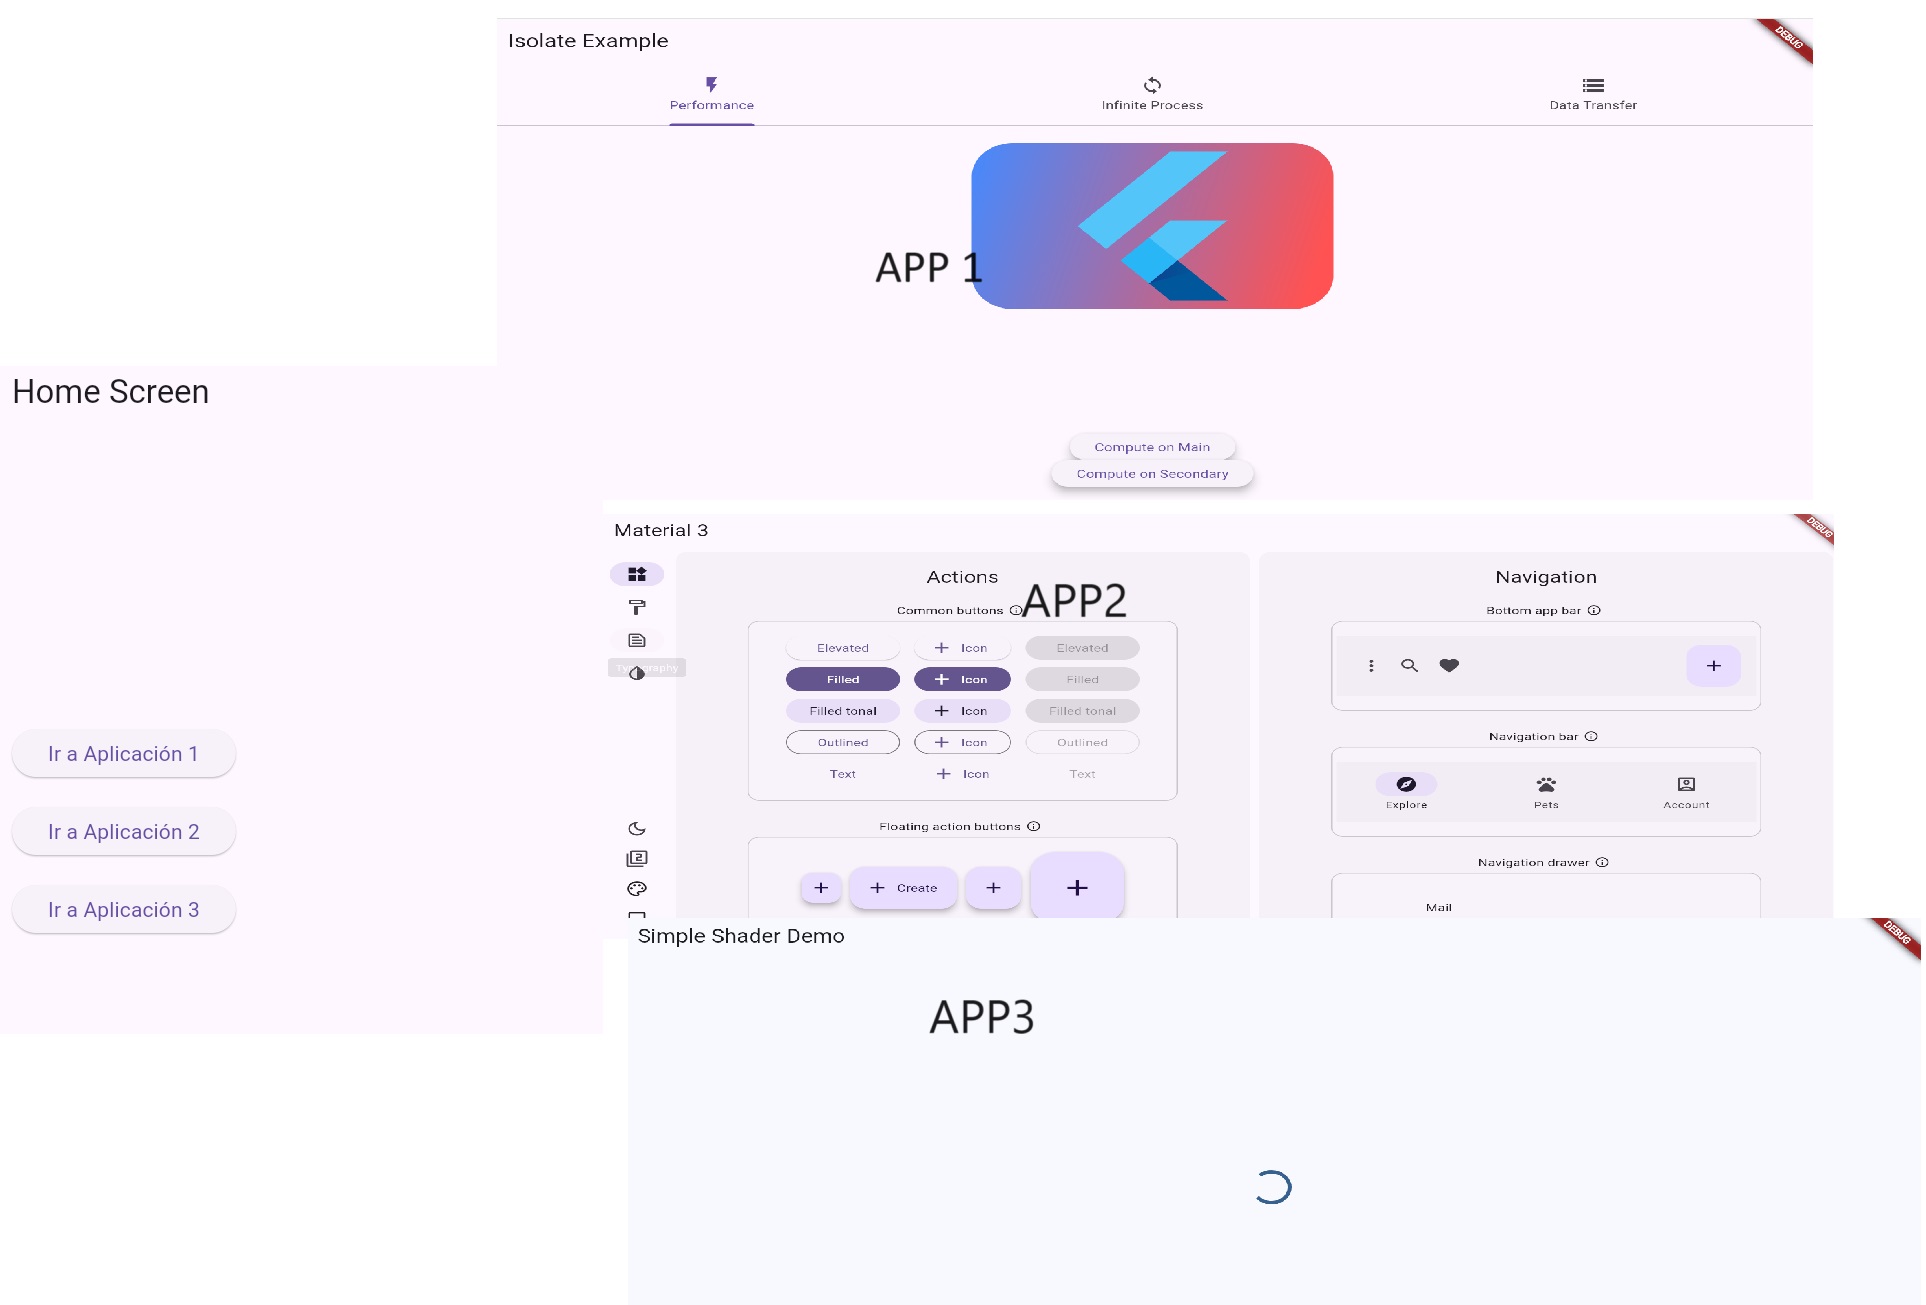 Isolate Example
DEBUG
Performance
Infinite Process
Data Transfer
APP 1
Compute on Main
Compute on Secondary
Home Screen
Ir a Aplicación 1
Ir a Aplicación 2
Ir a Aplicación 3
Material 3
DEBUG
Typography
Actions
APP2
Common buttons
Elevated
Icon
Elevated
Filled
Icon
Filled
Filled tonal
Icon
Filled tonal
Outlined
Icon
Outlined
Text
Icon
Text
Floating action buttons
Create
2
Navigation
Bottom app bar
Navigation bar
Explore
Pets
Account
Navigation drawer
Mail
Simple Shader Demo
DEBUG
APP3